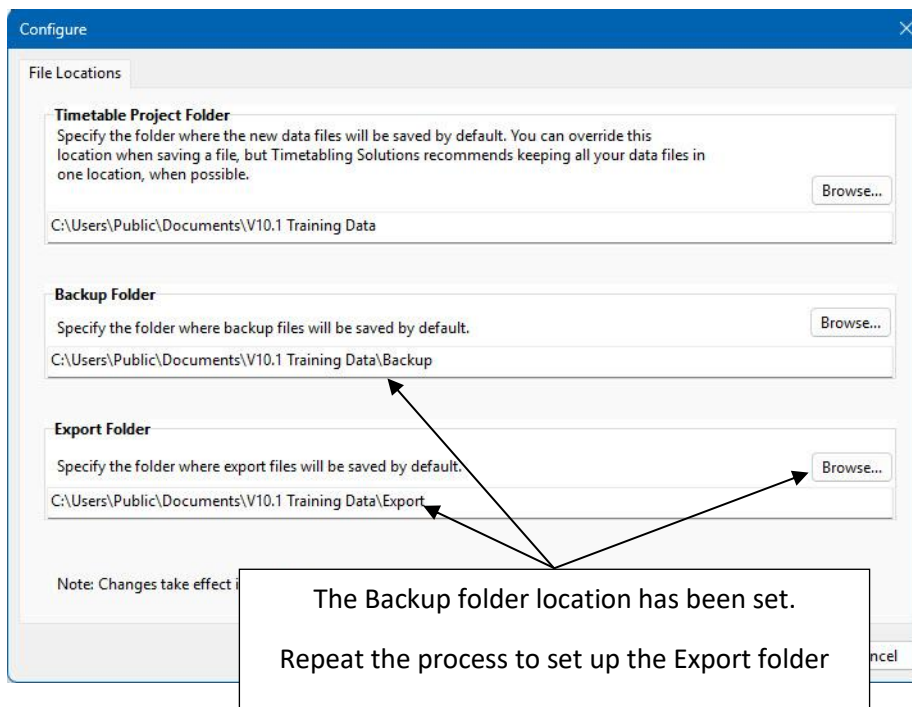 Configure
File Locations
Timetable Project Folder
Specify the folder where the new data files will be saved by default. You can override this
location when saving a file, but Timetabling Solutions recommends keeping all your data files in
one location, when possible.
Browse...
C:\Users\Public\Documents\V10.1 Training Data
Backup Folder
Specify the folder where backup files will be saved by default.
Browse...
C:\Users\Public\Documents\V10.1 Training Data\Backup
Export Folder
Specify the folder where export files will be saved by default.
Browse...
C:\Users\Public\Documents\V10.1 Training Data\Export
Note: Changes take effect i
The Backup folder location has been set.
Repeat the process to set up the Export folder
ncel